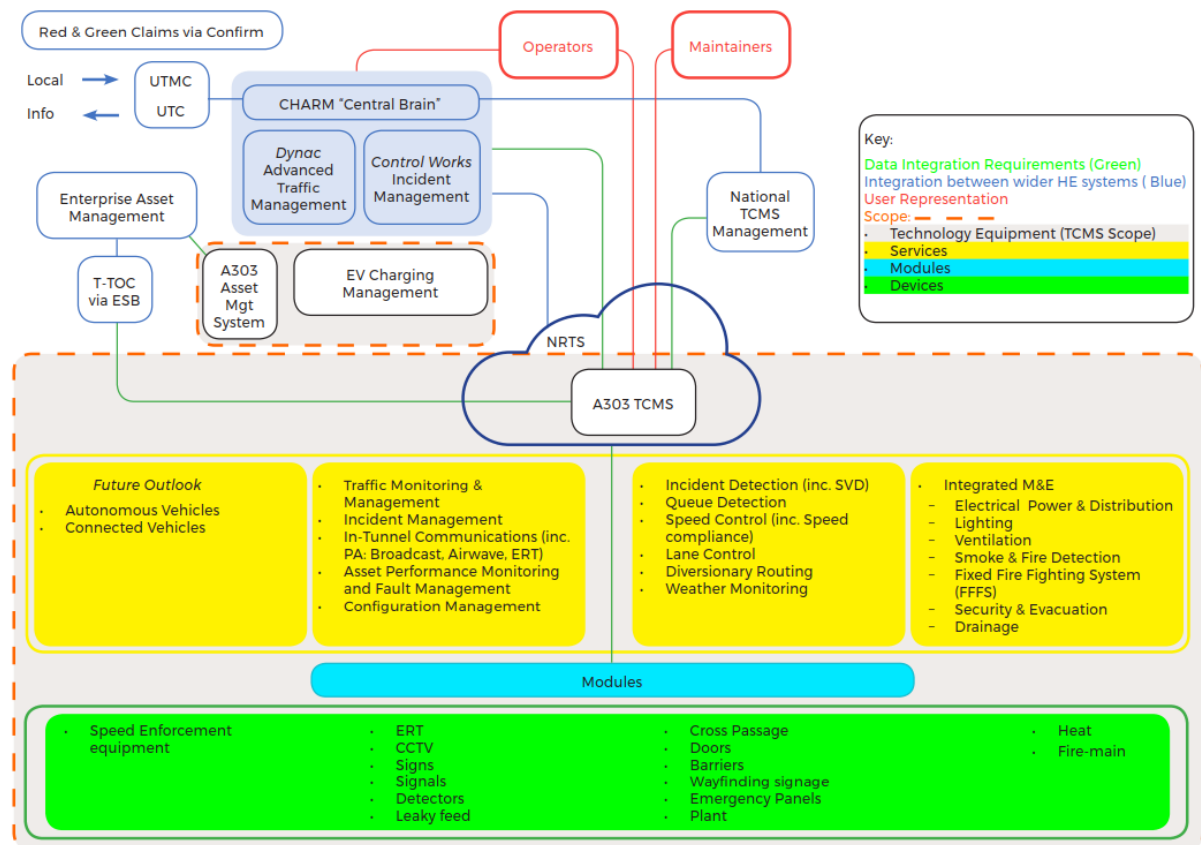 Red & Green Claims via Confirm
Operators
Maintainers
Local
Info
UTMC
UTC
CHARM "Central Brain"
Dynac
Advanced
Traffic
Management
Control Works
Incident
Management
Key:
Data Integration Requirements (Green)
Integration between wider HE systems ( Blue)
User Representation
Scope:
• Technology Equipment (TCMS Scope)
• Services
• Modules
• Devices
Enterprise Asset
Management
National
TCMS
Management
T-TOC
via ESB
A303
Asset
Mgt
System
EV Charging
Management
NRTS
A303 TCMS
Future Outlook
• Autonomous Vehicles
• Connected Vehicles
• Traffic Monitoring &
Management
• Incident Management
• In-Tunnel Communications (inc.
PA: Broadcast, Airwave, ERT)
• Asset Performance Monitoring
and Fault Management
• Configuration Management
• Incident Detection (inc. SVD)
• Queue Detection
• Speed Control (inc. Speed
compliance)
• Lane Control
• Diversionary Routing
• Weather Monitoring
• Integrated M&E
– Electrical Power & Distribution
– Lighting
– Ventilation
– Smoke & Fire Detection
– Fixed Fire Fighting System
(FFFS)
– Security & Evacuation
– Drainage
Modules
• Speed Enforcement
equipment
• ERT
• CCTV
• Signs
• Signals
• Detectors
• Leaky feed
• Cross Passage
• Doors
• Barriers
• Wayfinding signage
• Emergency Panels
• Plant
• Heat
• Fire-main